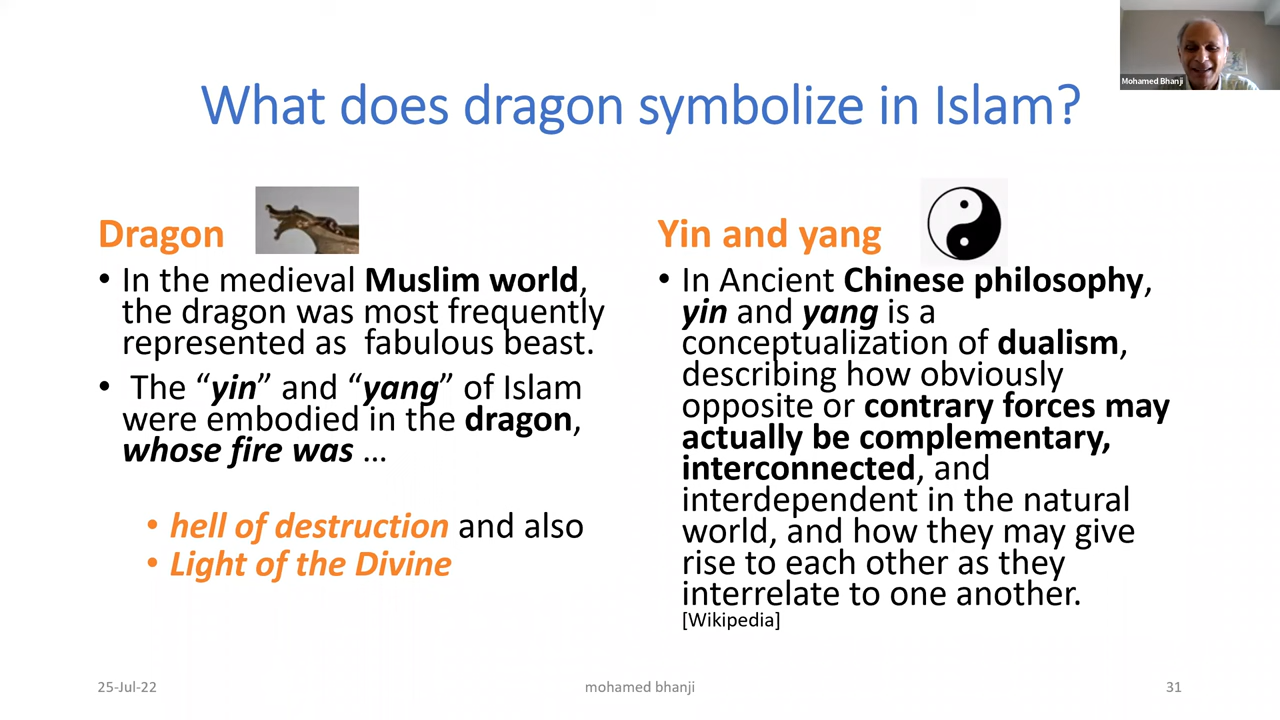 Mohamed Bhanji
What does dragon symbolize in Islam?
Dragon
• In the medieval Muslim world,
the dragon was most frequently
represented as  fabulous beast.
• The “yin” and “yang” of Islam
were embodied in the dragon,
whose fire was ...
• hell of destruction and also
• Light of the Divine
Yin and yang
• In Ancient Chinese philosophy,
yin and yang is a
conceptualization of dualism,
describing how obviously
opposite or contrary forces may
actually be complementary,
interconnected, and
interdependent in the natural
world, and how they may give
rise to each other as they
interrelate to one another.
[Wikipedia]
25-Jul-22
mohamed bhanji
31